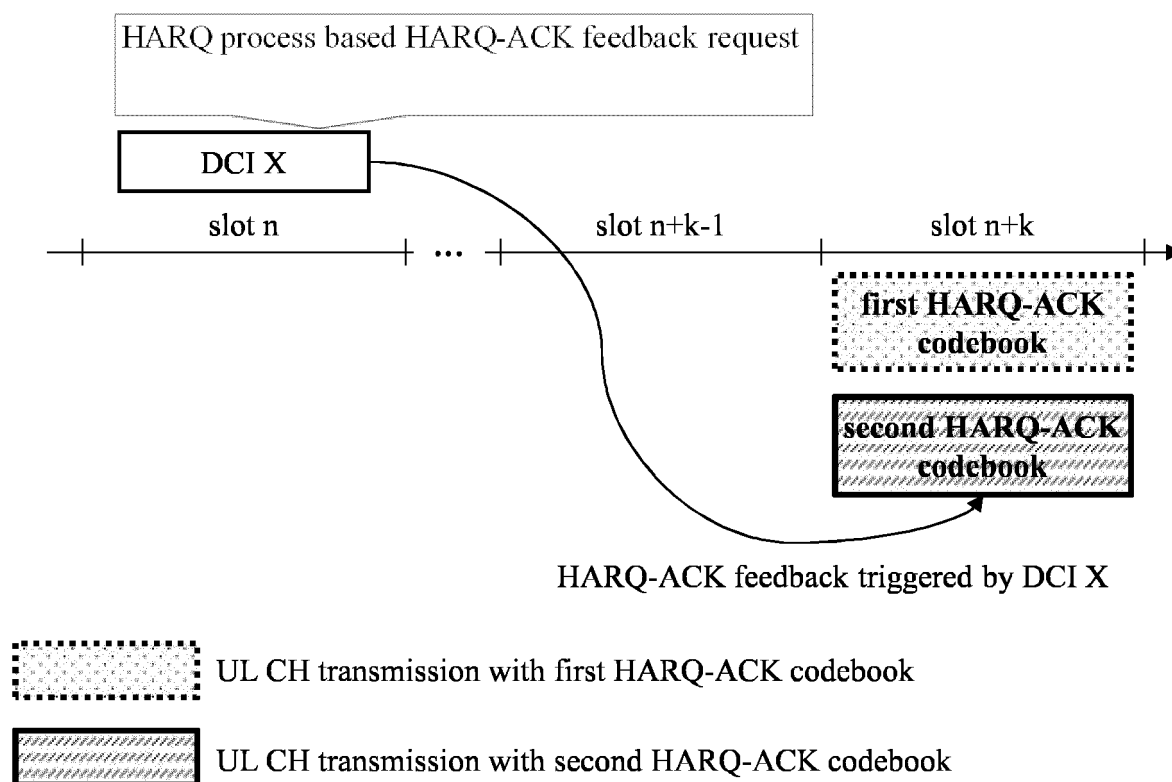 HARQ process based HARQ-ACK feedback request
DCI X
slot n
slot n+k-1
slot n+k
...
first HARQ-ACK
codebook
second HARQ-ACK
codebook
HARQ-ACK feedback triggered by DCI X
UL CH transmission with first HARQ-ACK codebook
UL CH transmission with second HARQ-ACK codebook